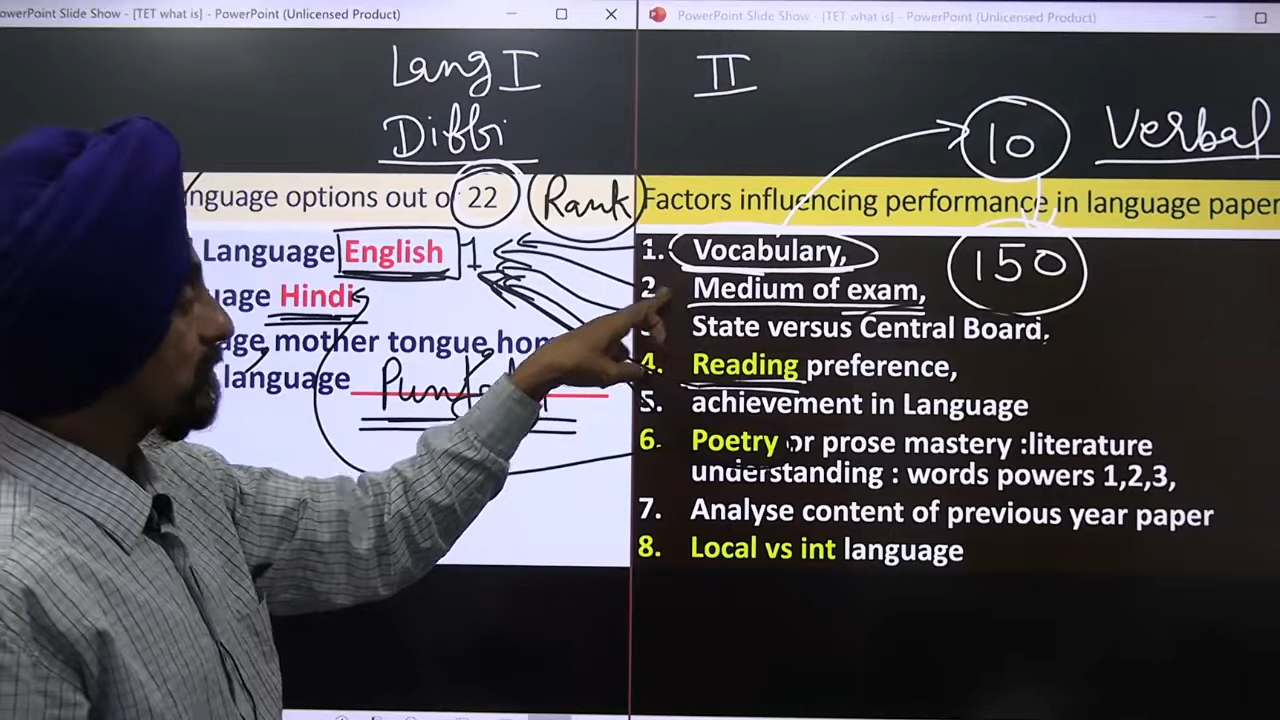 owerPoint Slide Show - [TET what is] - PowerPoint (Unlicensed Product)
Lang I
Diffi
nguage options out of 22
Rank
Language English 1
uage Hindi
age mother tongue hom
language
PowerPoint Slide Show - [TET what is] - PowerPoint (Unlicensed Product)
II
10
Verbal
Factors influencing performance in language paper
150
1. Vocabulary,
2. Medium of exam,
State versus Central Board.
4. Reading preference,
5. achievement in Language
6. Poetry or prose mastery :literature
understanding : words powers 1,2,3,
7. Analyse content of previous year paper
8. Local vs int language